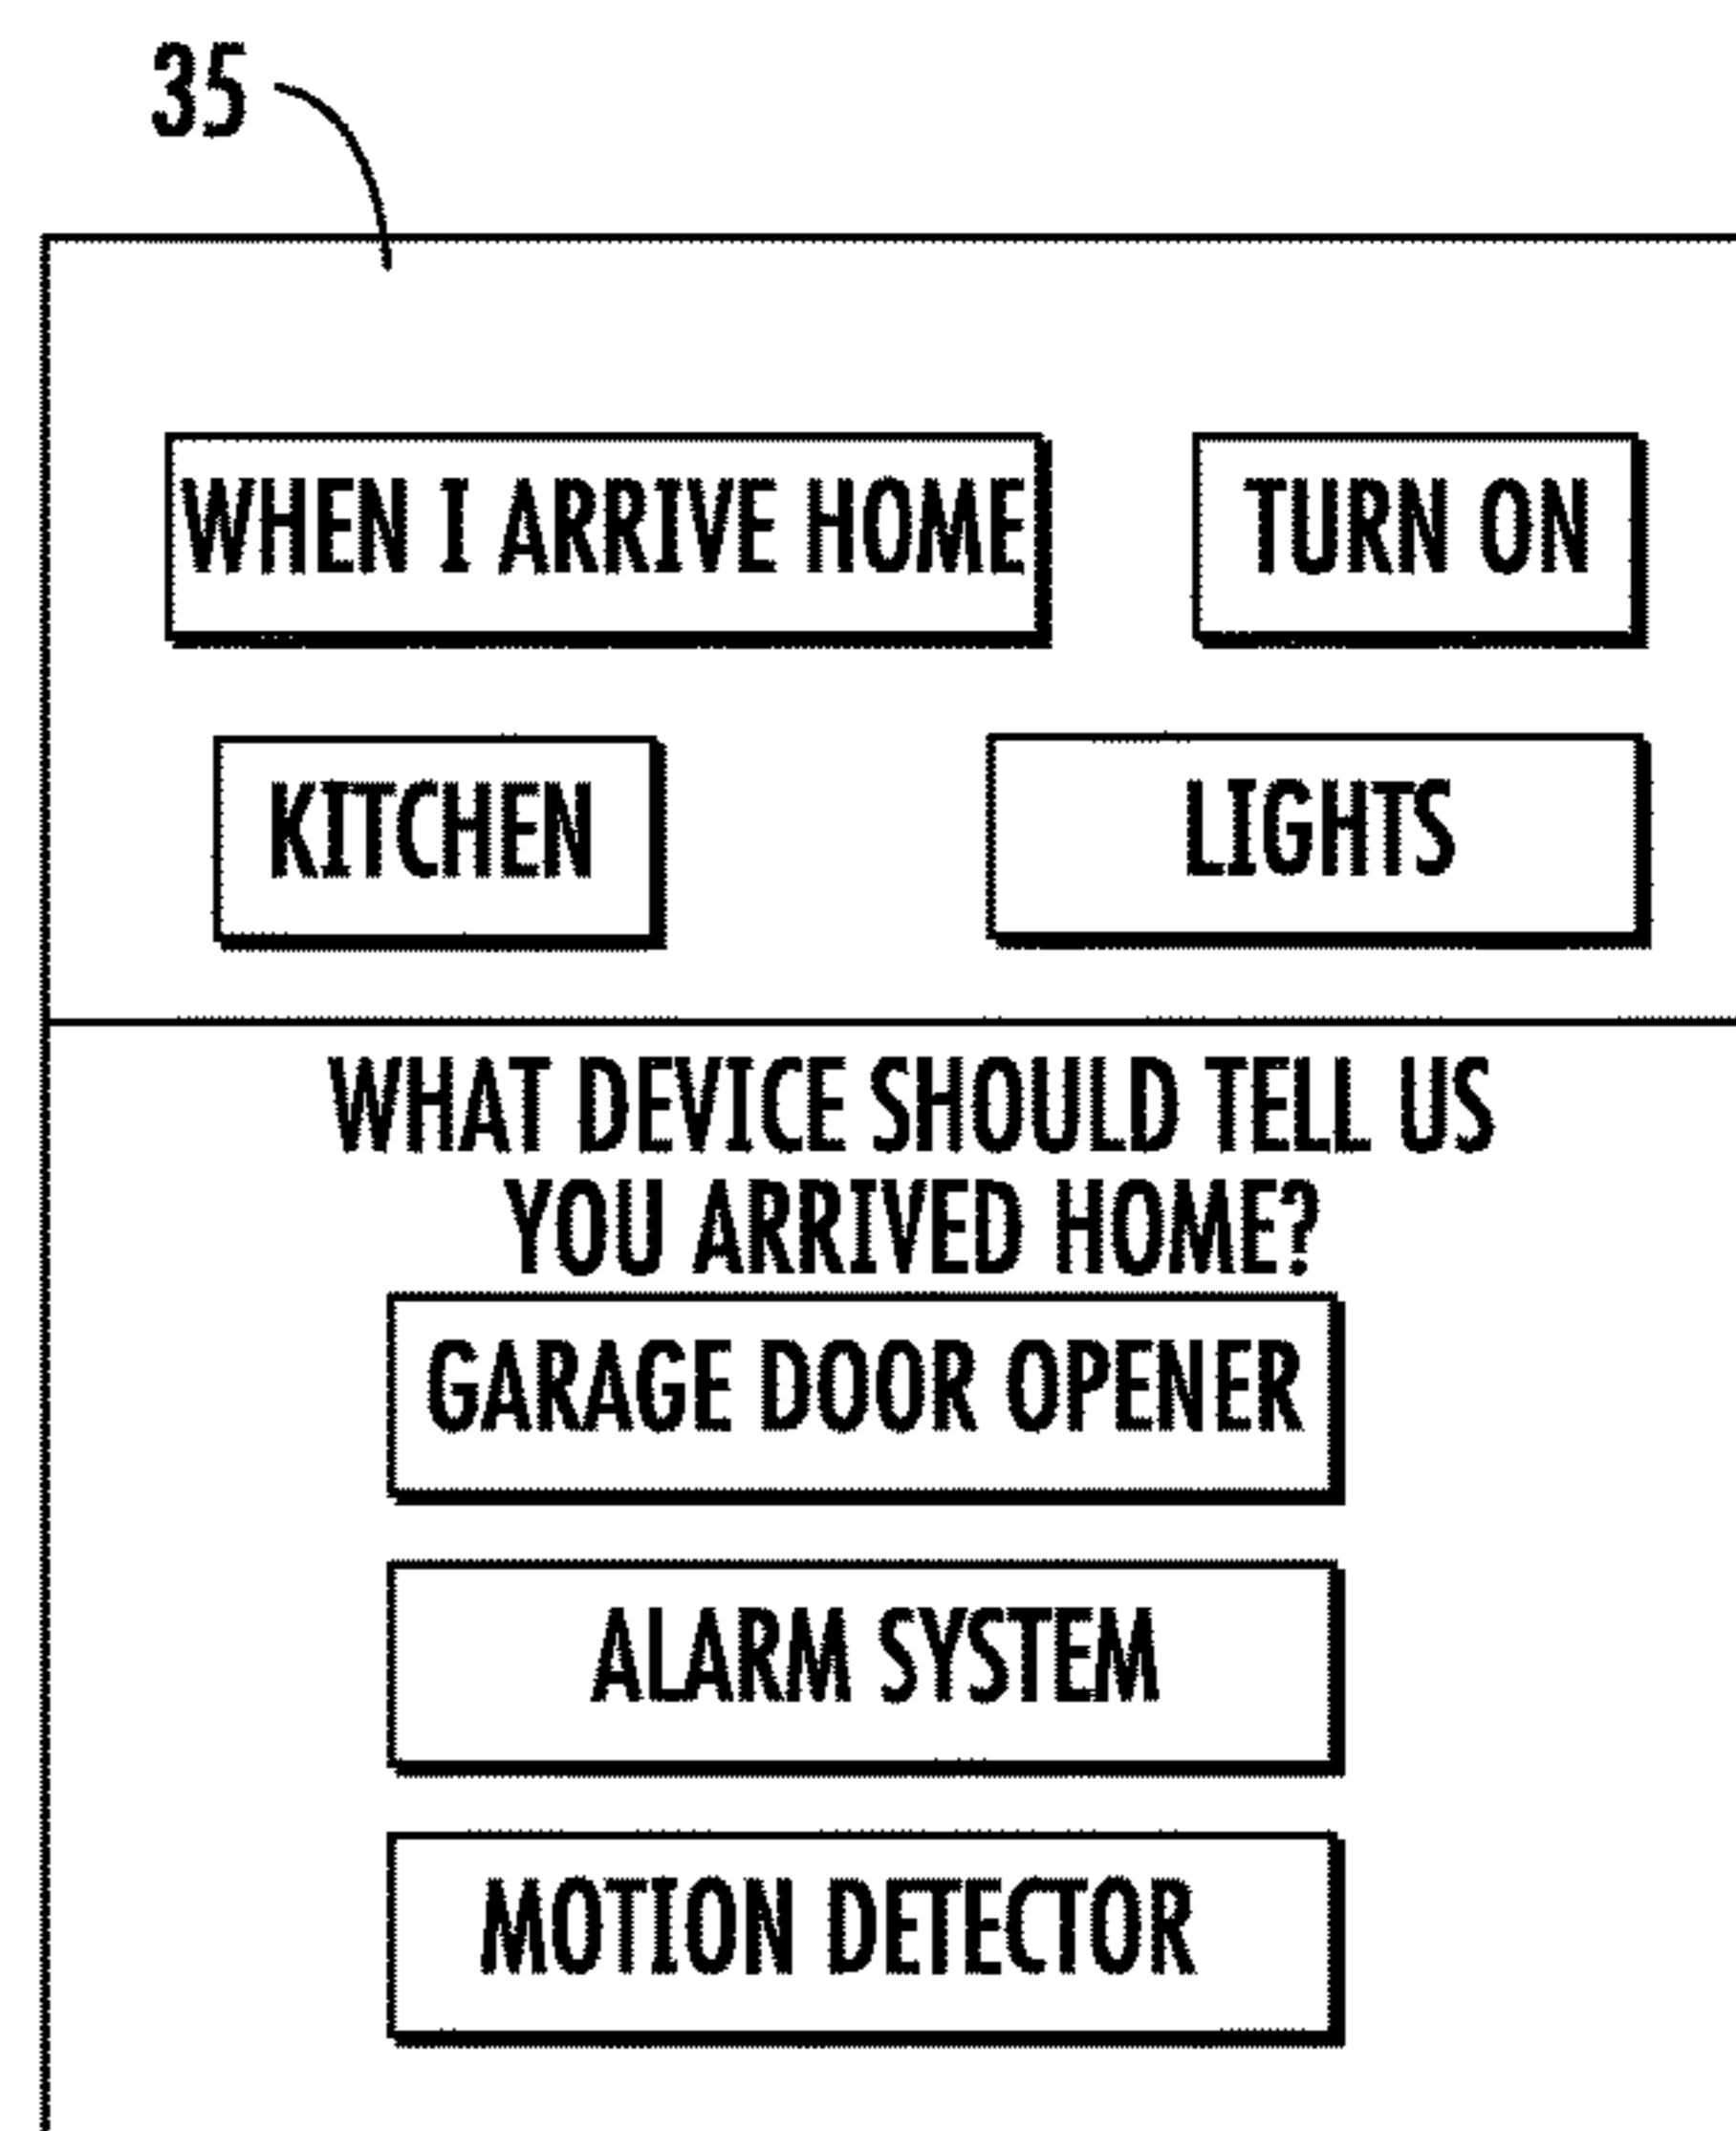 35
WHEN I ARRIVE HOME TURN ON
KITCHEN LIGHTS
WHAT DEVICE SHOULD TELL US
YOU ARRIVED HOME?
GARAGE DOOR OPENER
ALARM SYSTEM
MOTION DETECTOR